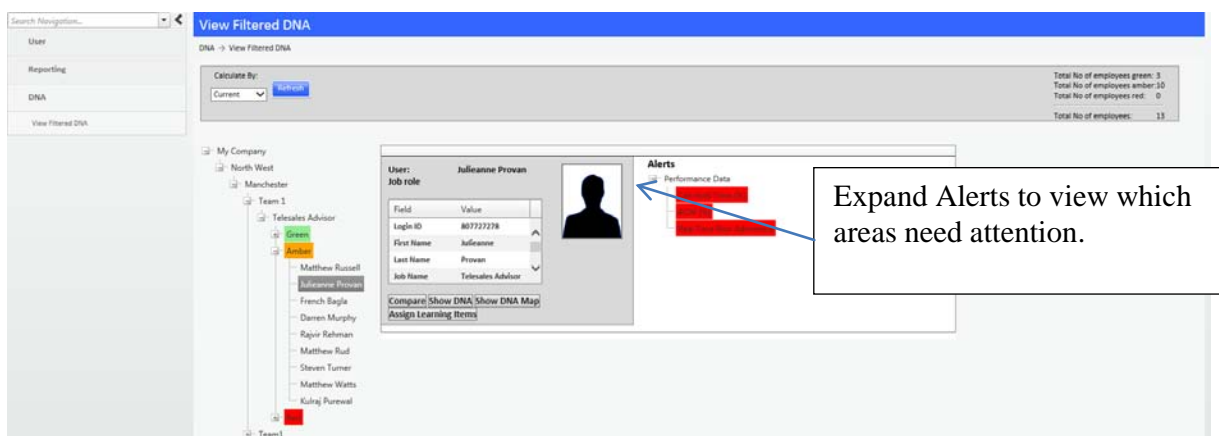 Search Navigation...
User
Reporting
DNA
View Filtered DNA
View Filtered DNA
DNA → View Filtered DNA
Calculate By:
Current
Refresh
Total No of employees green: 3
Total No of employees amber:10
Total No of employees red: 0
Total No of employees: 13
My Company
North West
Manchester
Team 1
Telesales Advisor
Green
Amber
Matthew Russell
Julieanne Provan
French Bagla
Darren Murphy
Rajvir Rehman
Matthew Rud
Steven Turner
Matthew Watts
Kulraj Purewal
Red
Team1
User: Julieanne Provan
Job role
Field Value
Login ID 807727278
First Name Julieanne
Last Name Provan
Job Name Telesales Advisor
Compare Show DNA Show DNA Map
Assign Learning Items
Alerts
Performance Data
Expand Alerts to view which
areas need attention.